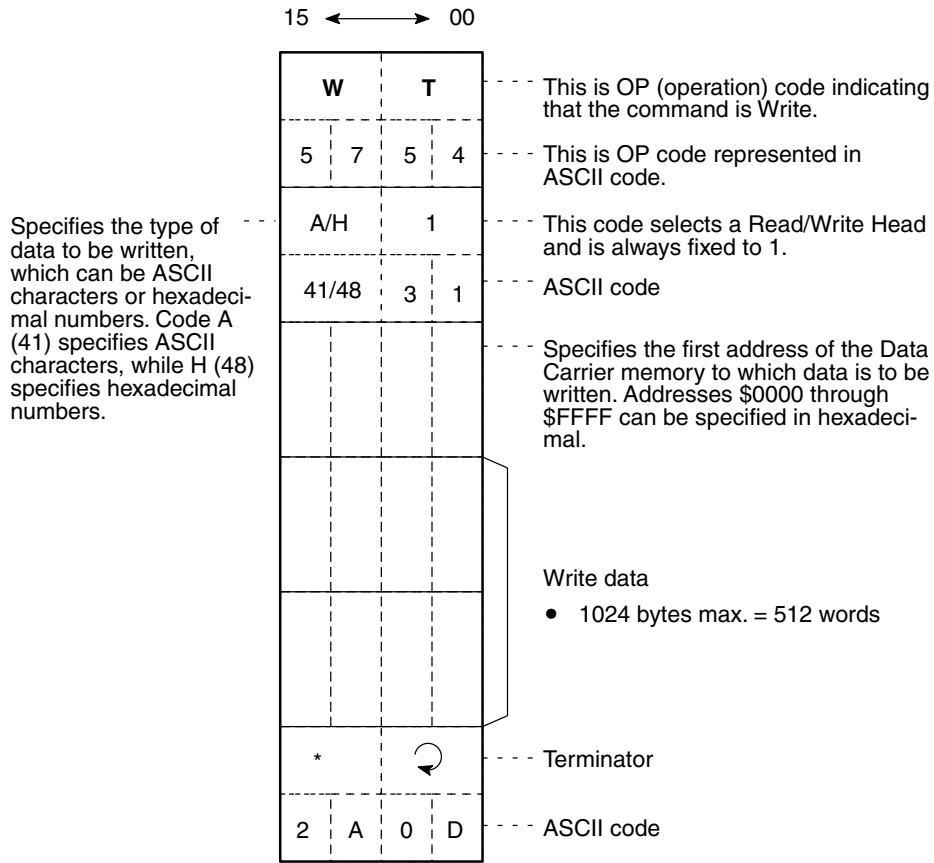 15 00
W T
This is OP (operation) code indicating
that the command is Write.
5 7 5 4
This is OP code represented in
ASCII code.
Specifies the type of
data to be written,
which can be ASCII
characters or hexadeci-
mal numbers. Code A
(41) specifies ASCII
characters, while H (48)
specifies hexadecimal
numbers.
A/H 1
This code selects a Read/Write Head
and is always fixed to 1.
41/48 3 1
ASCII code
Specifies the first address of the Data
Carrier memory to which data is to be
written. Addresses $0000 through
$FFFF can be specified in hexadeci-
mal.
Write data
• 1024 bytes max. = 512 words
*
Terminator
2 A 0 D
ASCII code